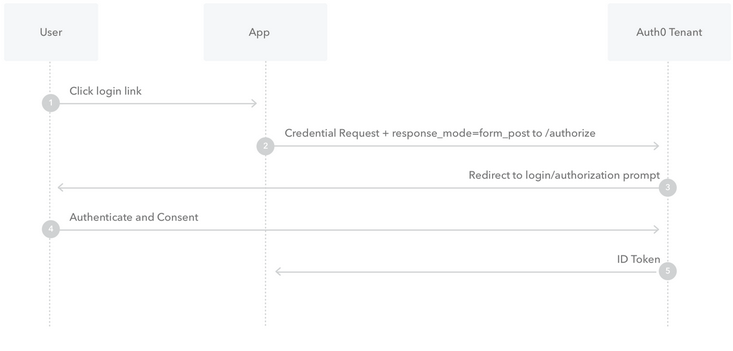 User
App
Auth0 Tenant
Click login link
1
Credential Request + response_mode=form_post to /authorize
2
Redirect to login/authorization prompt
3
Authenticate and Consent
4
ID Token
5